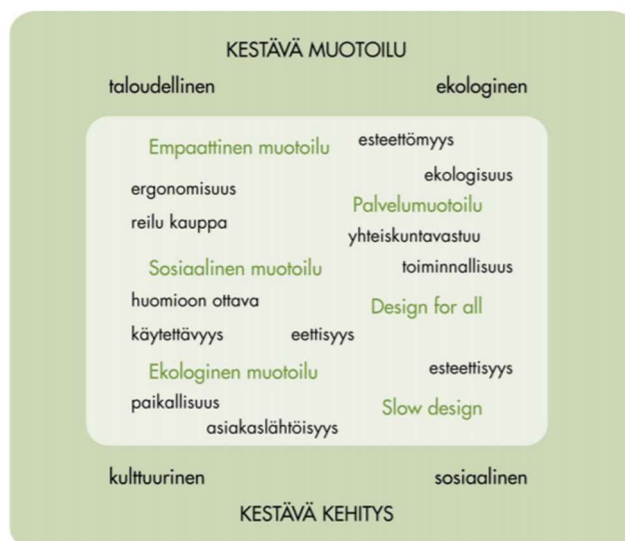 KESTÄVÄ MUOTOILU
taloudellinen ekologinen
Empaattinen muotoilu esteettömyys
ekologisuus
ergonomisuus
Palvelumuotoilu
reilu kauppa
yhteiskuntavastuu
Sosiaalinen muotoilu toiminnallisuus
huomioon ottava
Design for all
käytettävyys eettisyys
Ekologinen muotoilu esteettisyys
paikallisuus
Slow design
asiakaslähtöisyys
kulttuurinen sosiaalinen
KESTÄVÄ KEHITYS